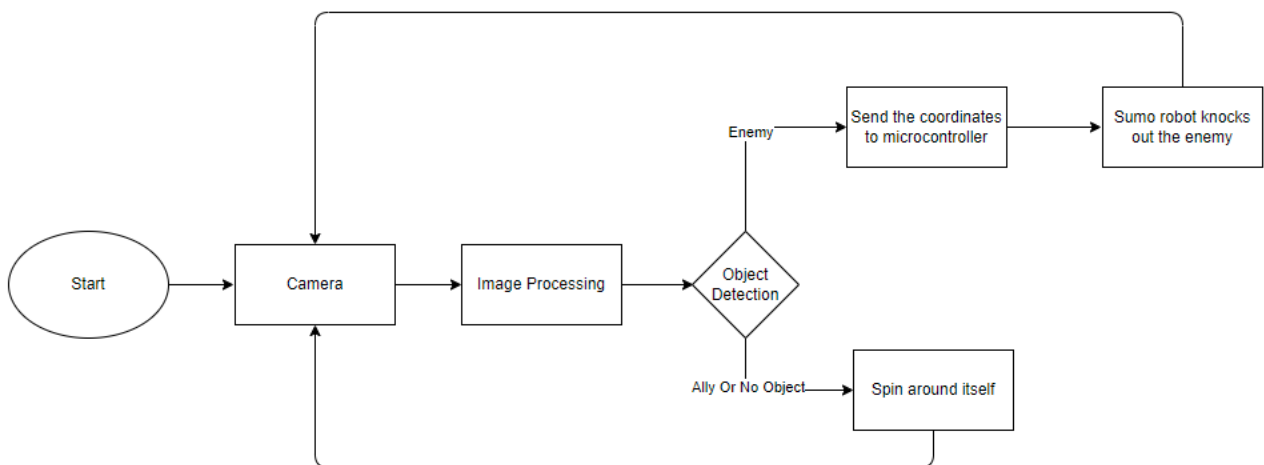 Start
Camera
Image Processing
Object
Detection
Enemy
Send the coordinates
to microcontroller
Sumo robot knocks
out the enemy
Ally Or No Object
Spin around itself